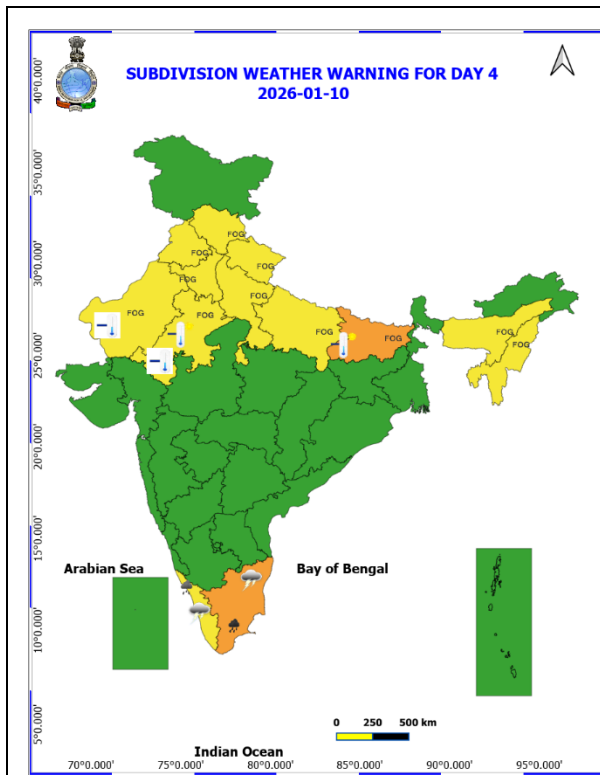 SUBDIVISION WEATHER WARNING FOR DAY 4
2026-01-10
40°0.000'
35°0.000'
30°0.000'
25°0.000'
20°0.000'
15°0.000'
10°0.000'
5°0.000'
FOG
FOG
FOG
FOG
FOG
FOG
FOG
FOG
FOG
FOG
Arabian Sea
Bay of Bengal
0 250 500 km
Indian Ocean
70°0.000' 75°0.000' 80°0.000' 85°0.000' 90°0.000' 95°0.000'